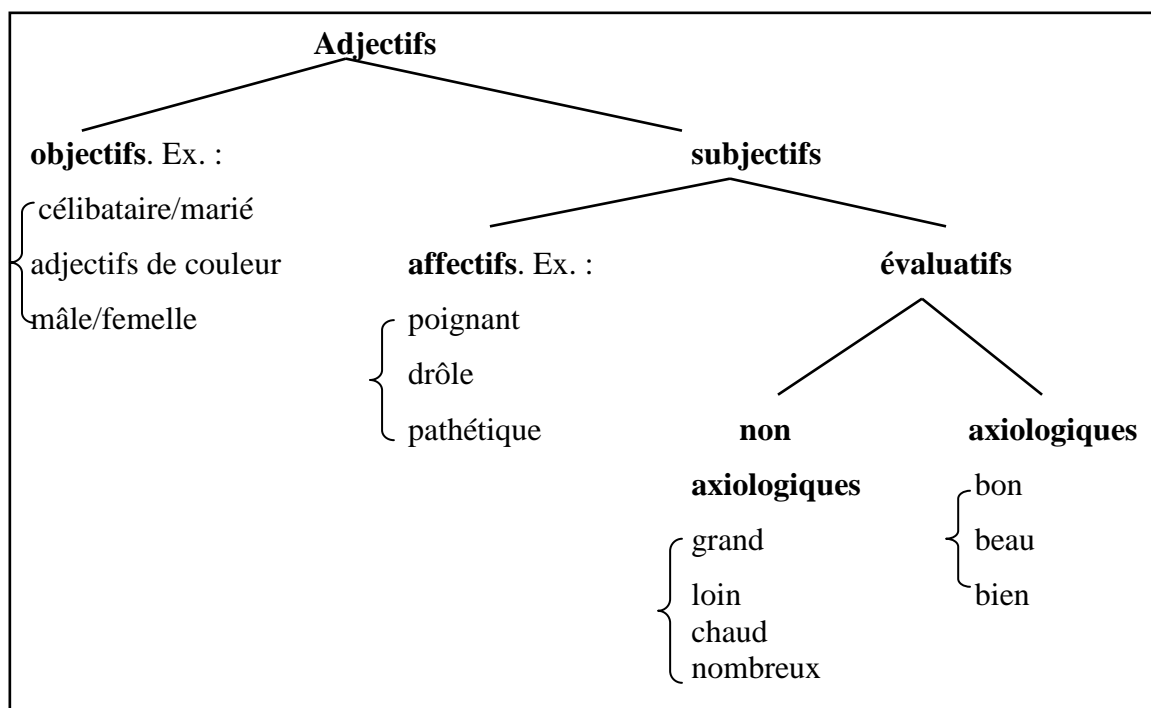 Adjectifs
objectifs. Ex. :
célibataire/marié
adjectifs de couleur
mâle/femelle
subjectifs
affectifs. Ex. :
poignant
drôle
pathétique
évaluatifs
non
axiologiques
grand
loin
chaud
nombreux
axiologiques
bon
beau
bien